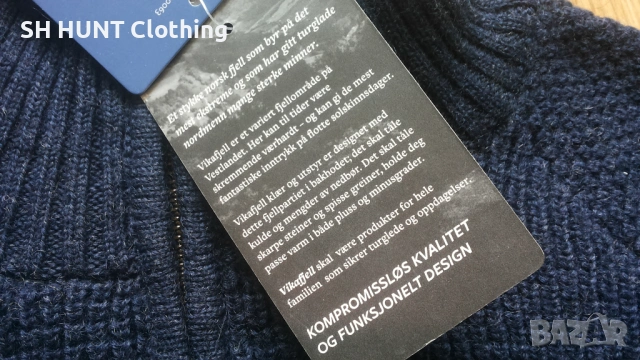 SH HUNT Clothing
Et stykke norsk fjell som byr på det
mest ekstreme og som har gitt turglade
nordmenn mange sterke minner.
Vikafjell er et variert fjellområde på
Vestlandet. Her kan til tider være
skremmende værhardt – og kan gi de mest
fantastiske inntrykk på flotte solskinnsdager.
Vikafjell klær og utstyr er designet med
dette fjellpartiet i bakhodet, det skal tåle
kulde og mengder av nedbør. Det skal tåle
skarpe steiner og spisse greiner, holde deg
passe varm i både pluss og minusgrader.
Vikafjell skal være produkter for hele
familien som sikrer turglede og oppdagelser.
KOMPROMISSLØS KVALITET
OG FUNKSJONELT DESIGN
BAZAR.bg